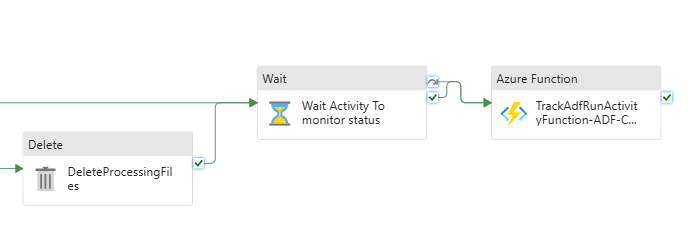 Wait
Wait Activity To
monitor status
Azure Function
TrackAdfRunActivit
yFunction-ADF-C...
Delete
DeleteProcessingFil
es